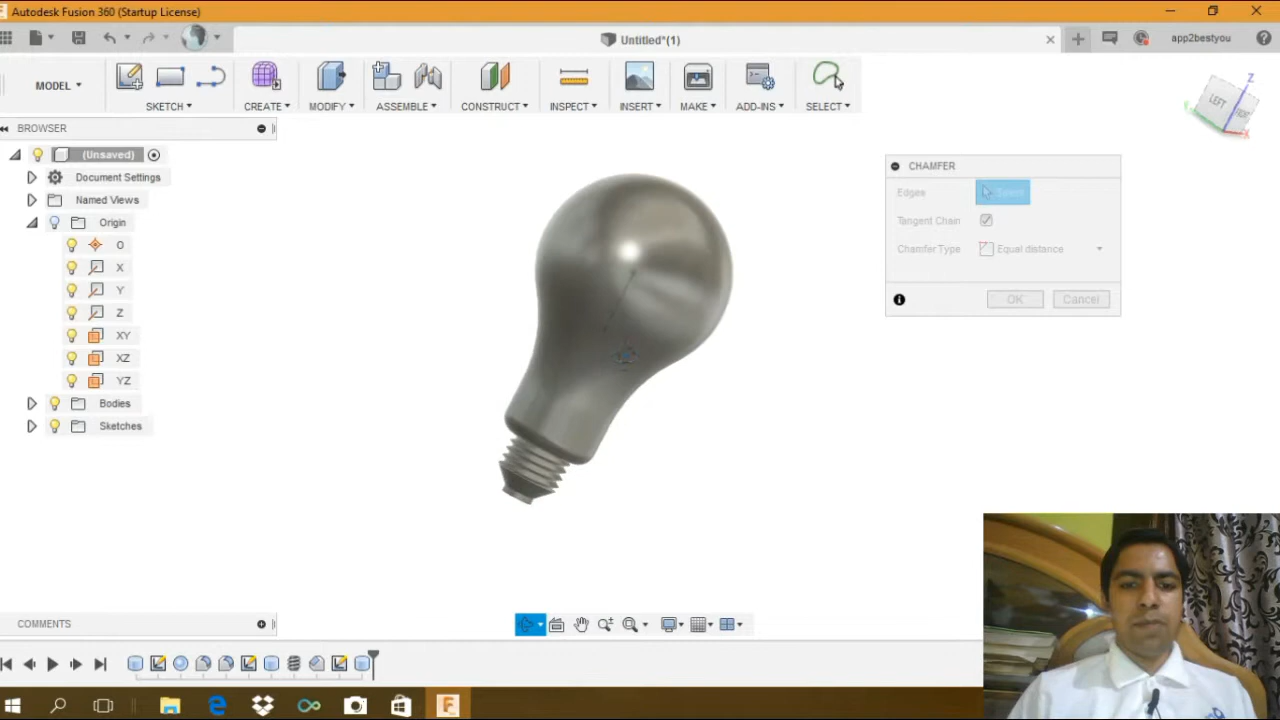 Autodesk Fusion 360 (Startup License)
Untitled*(1)
app2bestyou
MODEL
SKETCH
CREATE
MODIFY
ASSEMBLE
CONSTRUCT
INSPECT
INSERT
MAKE
ADD-INS
SELECT
Z
LEFT
X
BROWSER
(Unsaved)
Document Settings
Named Views
Origin
O
X
Y
Z
XY
XZ
YZ
Bodies
Sketches
CHAMFER
Edges
Select
Tangent Chain
Chamfer Type
Equal distance
OK
Cancel
COMMENTS